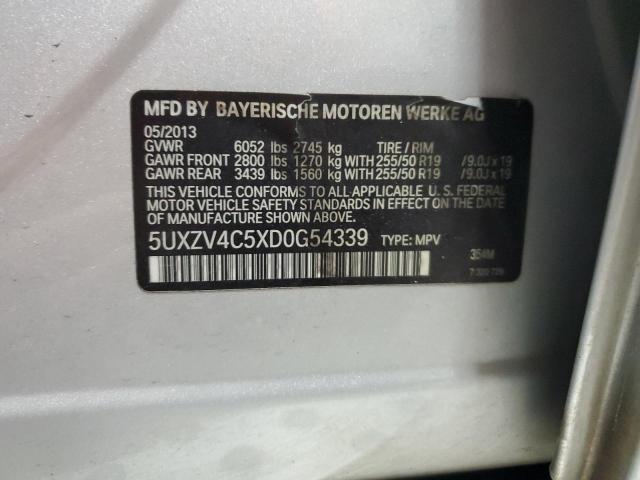 MFD BY BAYERISCHE MOTOREN WERKE AG
05/2013
GVWR 6052 lbs 2745 kg TIRE / RIM
GAWR FRONT 2800 lbs 1270 kg WITH 255/50 R19 /9.0J x 19
GAWR REAR 3439 lbs 1560 kg WITH 255/50 R19 /9.0J x 19
THIS VEHICLE CONFORMS TO ALL APPLICABLE U.S. FEDERAL
MOTOR VEHICLE SAFETY STANDARDS IN EFFECT ON THE
DATE OF MANUFACTURE SHOWN ABOVE.
5UXZV4C5XD0G54339 TYPE: MPV
354M